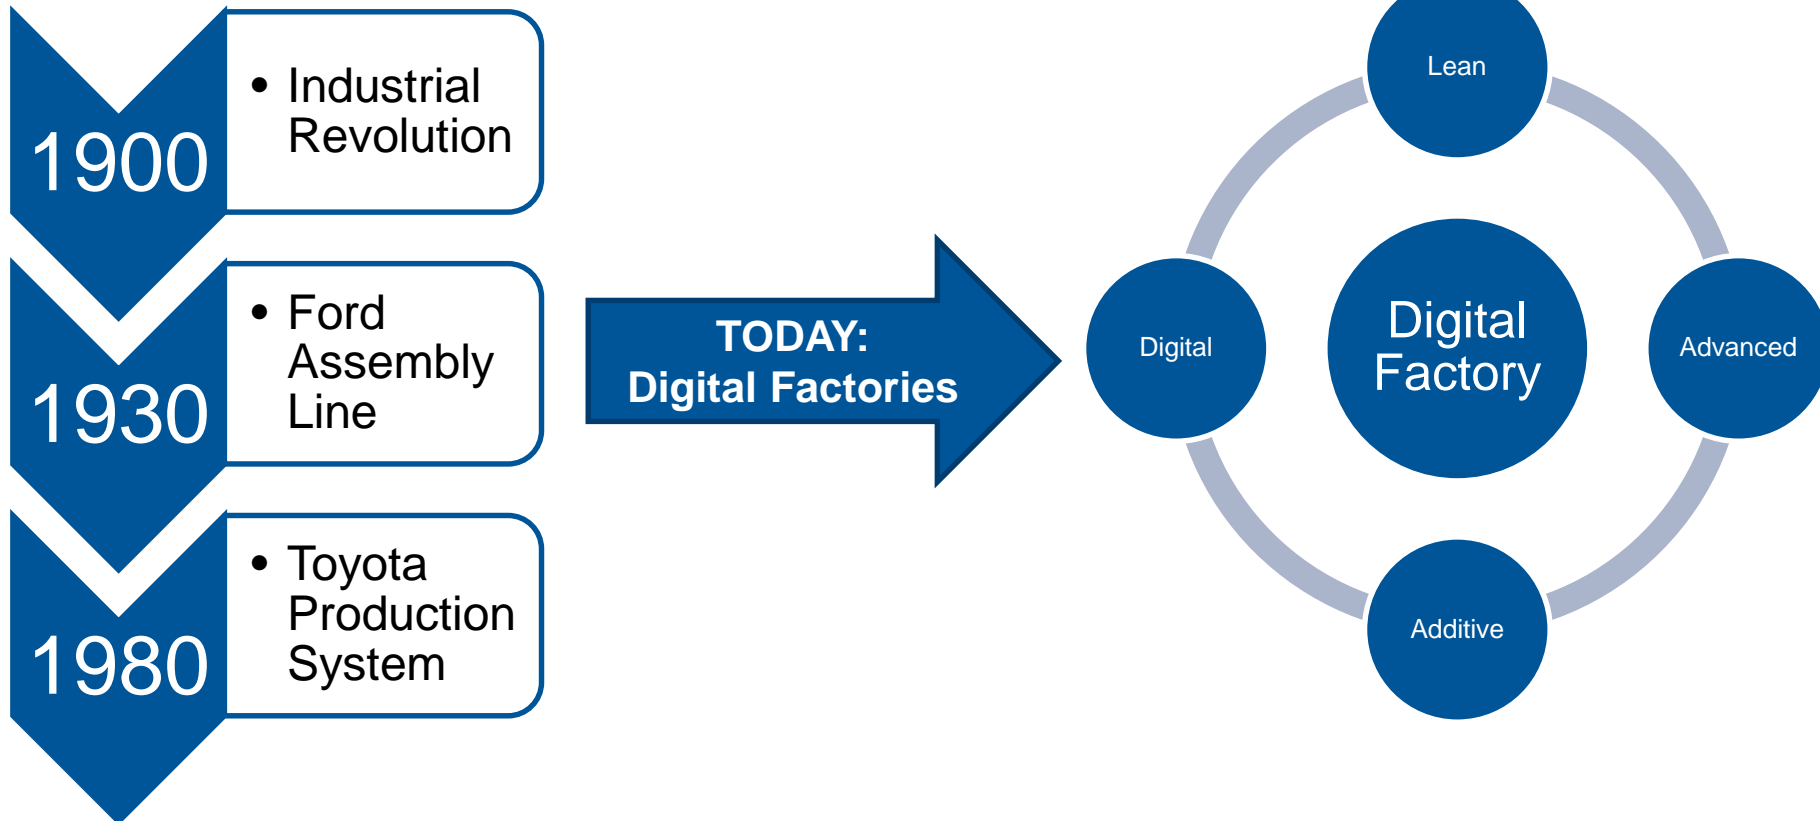 1900
• Industrial
Revolution
1930
• Ford
Assembly
Line
1980
• Toyota
Production
System
TODAY:
Digital Factories
Lean
Digital
Digital
Factory
Advanced
Additive